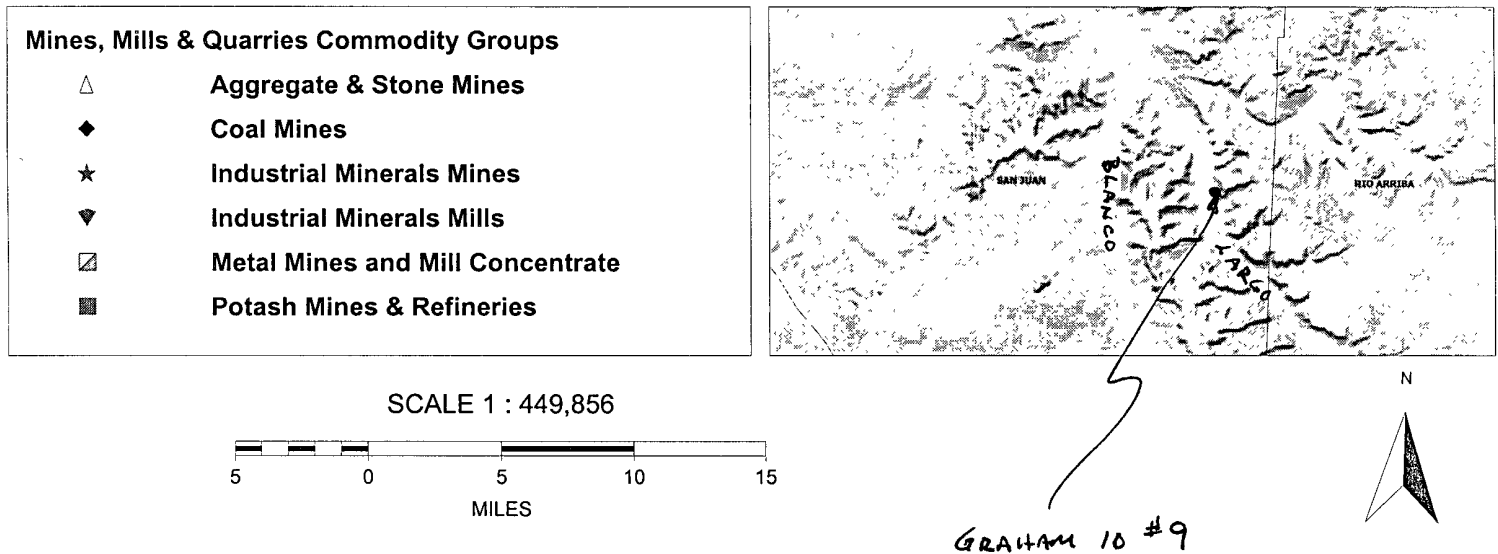 Mines, Mills & Quarries Commodity Groups
Aggregate & Stone Mines
Coal Mines
Industrial Minerals Mines
Industrial Minerals Mills
Metal Mines and Mill Concentrate
Potash Mines & Refineries
SAN JUAN
BLANCO
RIO ARRIBA
LARGO
SCALE 1 : 449,856
5 0 5 10 15
MILES
N
GRAHAM 10 #9